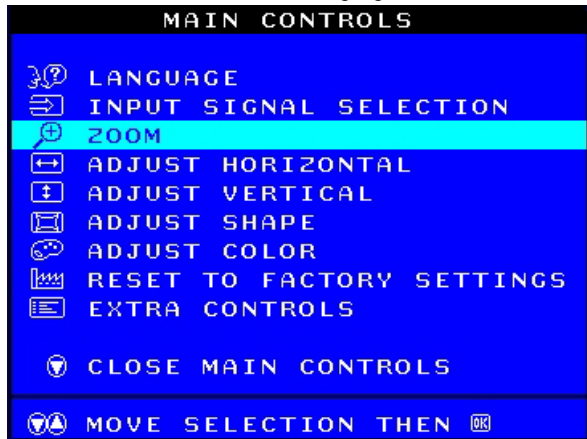 MAIN CONTROLS
LANGUAGE
INPUT SIGNAL SELECTION
ZOOM
ADJUST HORIZONTAL
ADJUST VERTICAL
ADJUST SHAPE
ADJUST COLOR
RESET TO FACTORY SETTINGS
EXTRA CONTROLS
CLOSE MAIN CONTROLS
MOVE SELECTION THEN OK